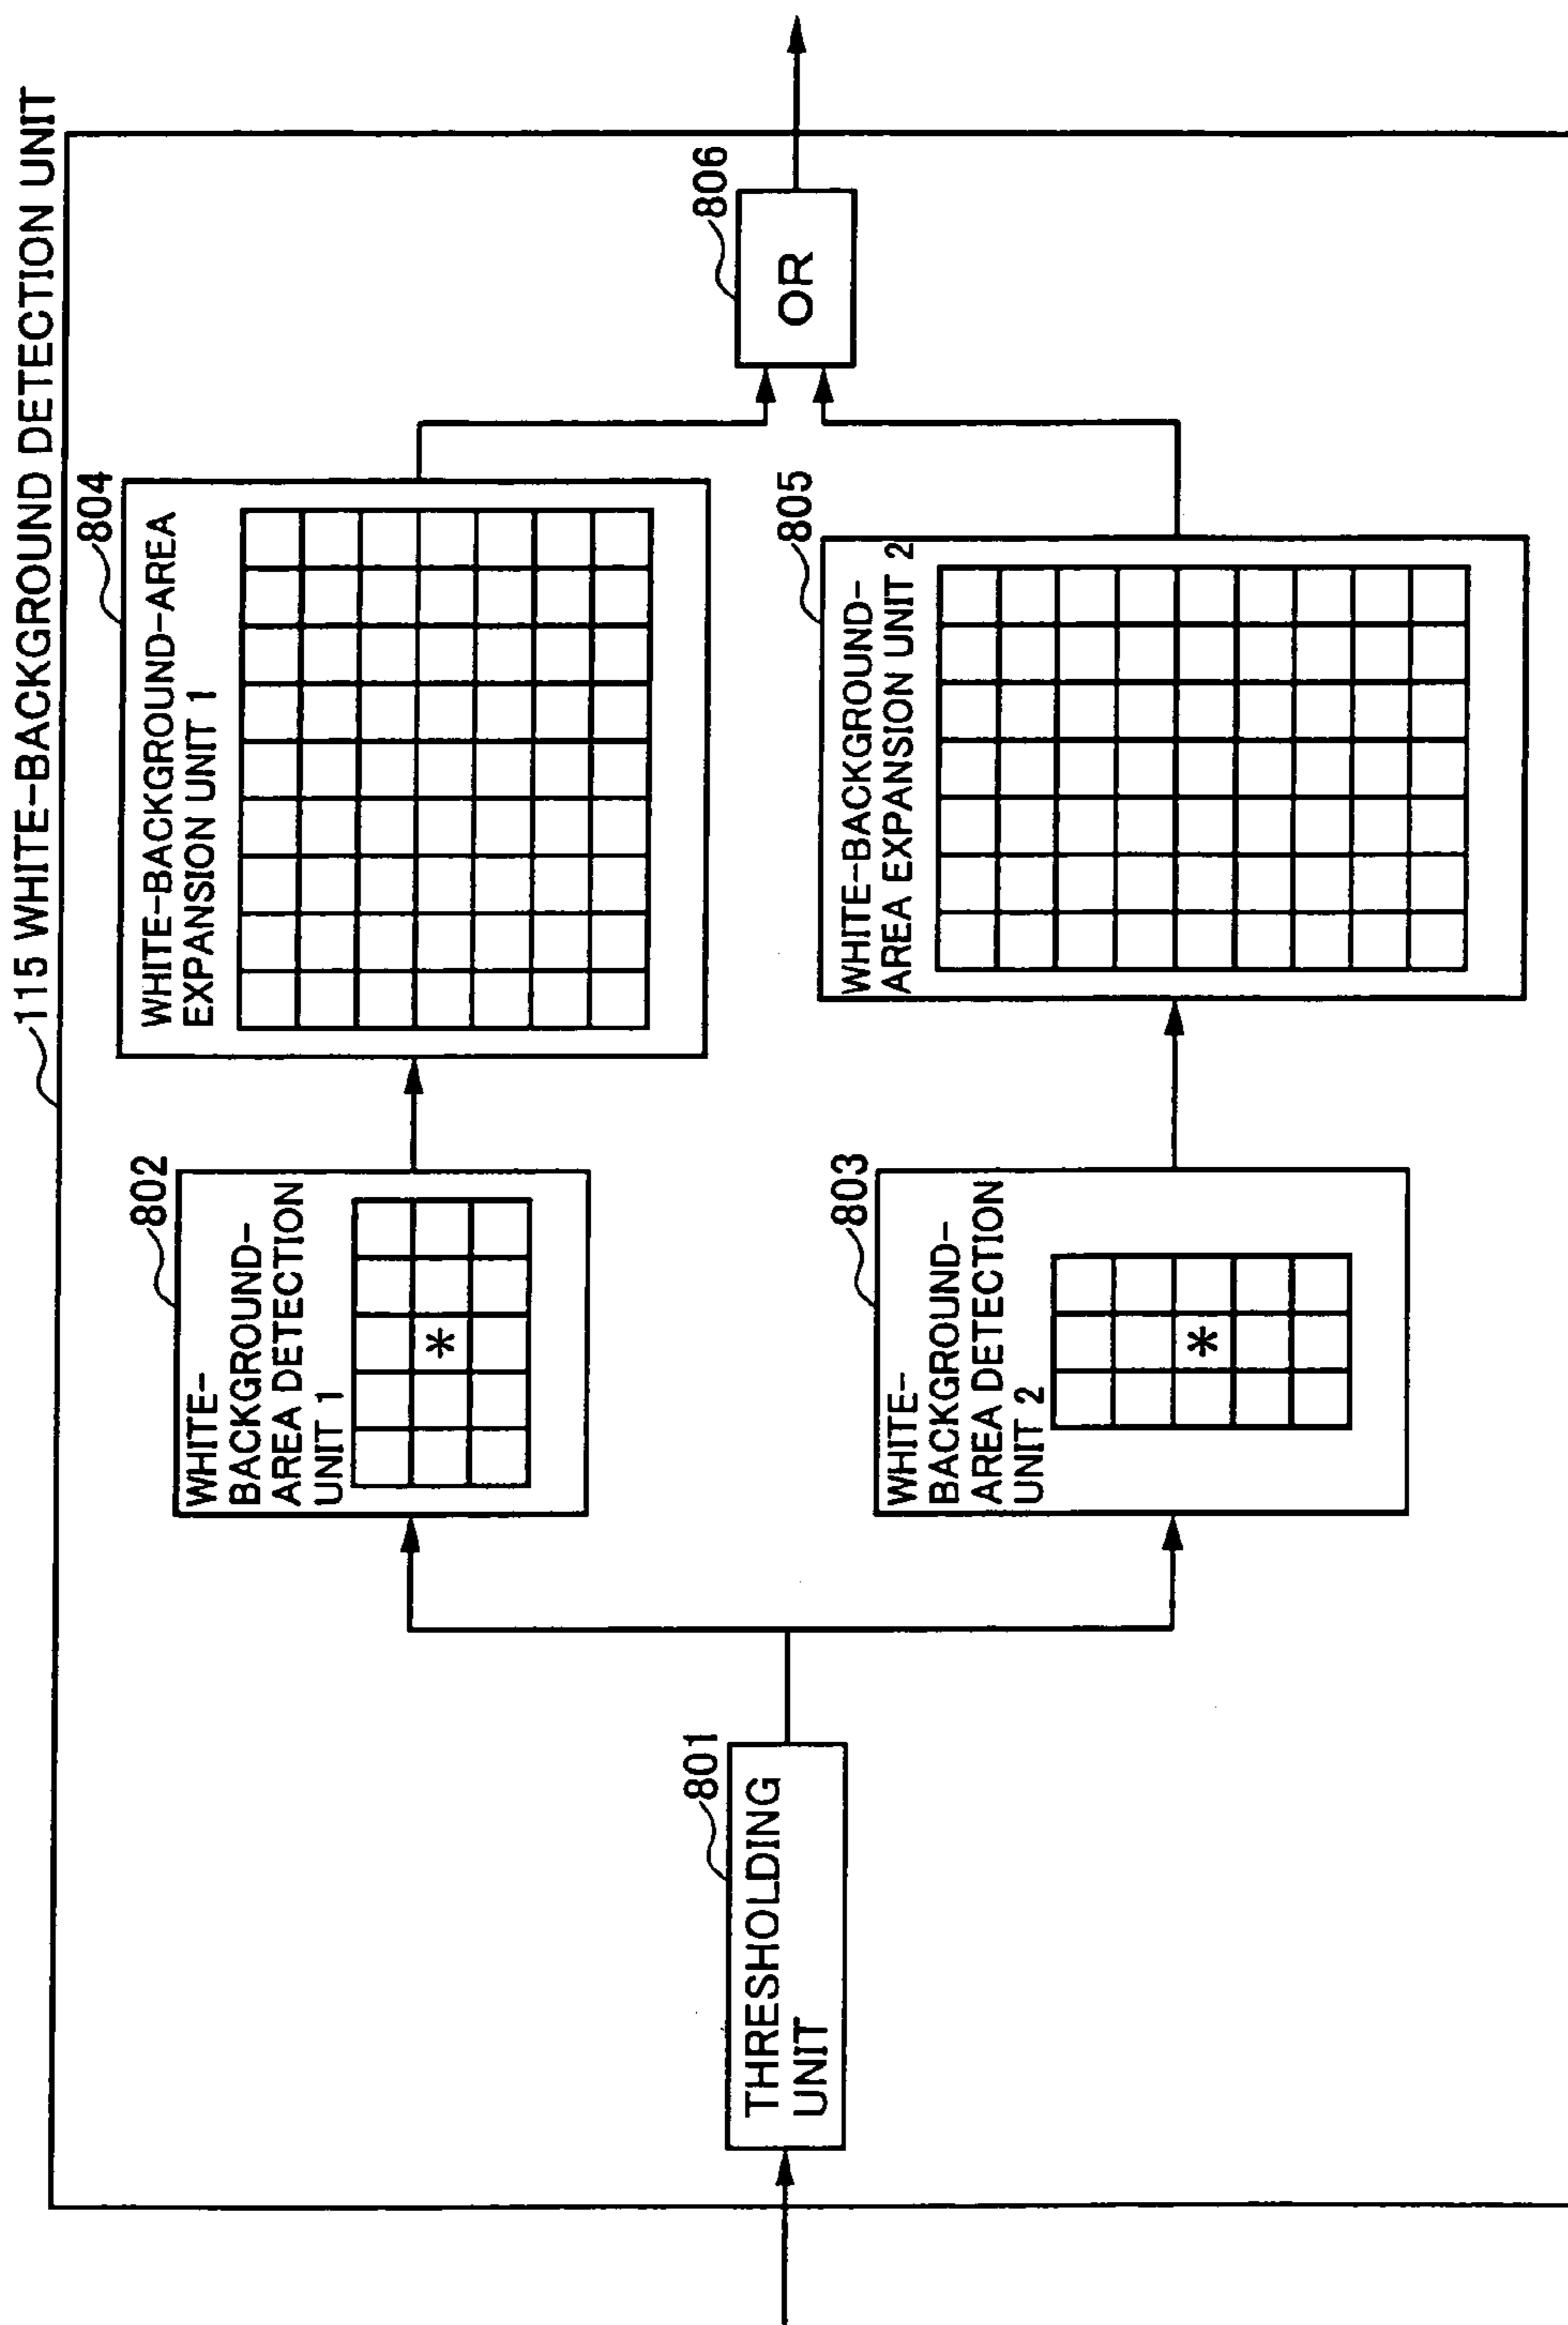 115 WHITE-BACKGROUND DETECTION UNIT
801
THRESHOLDING
UNIT
802
WHITE-
BACKGROUND-
AREA DETECTION
UNIT 1
*
804
WHITE-BACKGROUND-AREA
EXPANSION UNIT 1
803
WHITE-
BACKGROUND-
AREA DETECTION
UNIT 2
*
805
WHITE-BACKGROUND-
AREA EXPANSION UNIT 2
806
OR